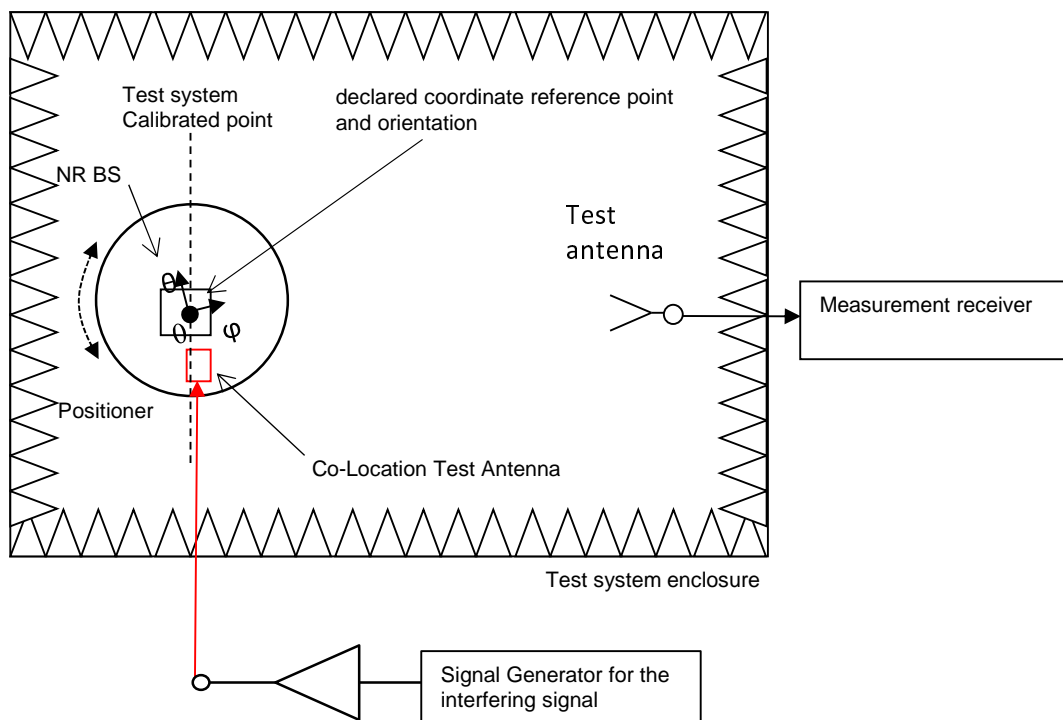 Test system
Calibrated point
declared coordinate reference point
and orientation
NR BS
Test
antenna
θ
θ
φ
Measurement receiver
Positioner
Co-Location Test Antenna
Test system enclosure
Signal Generator for the
interfering signal